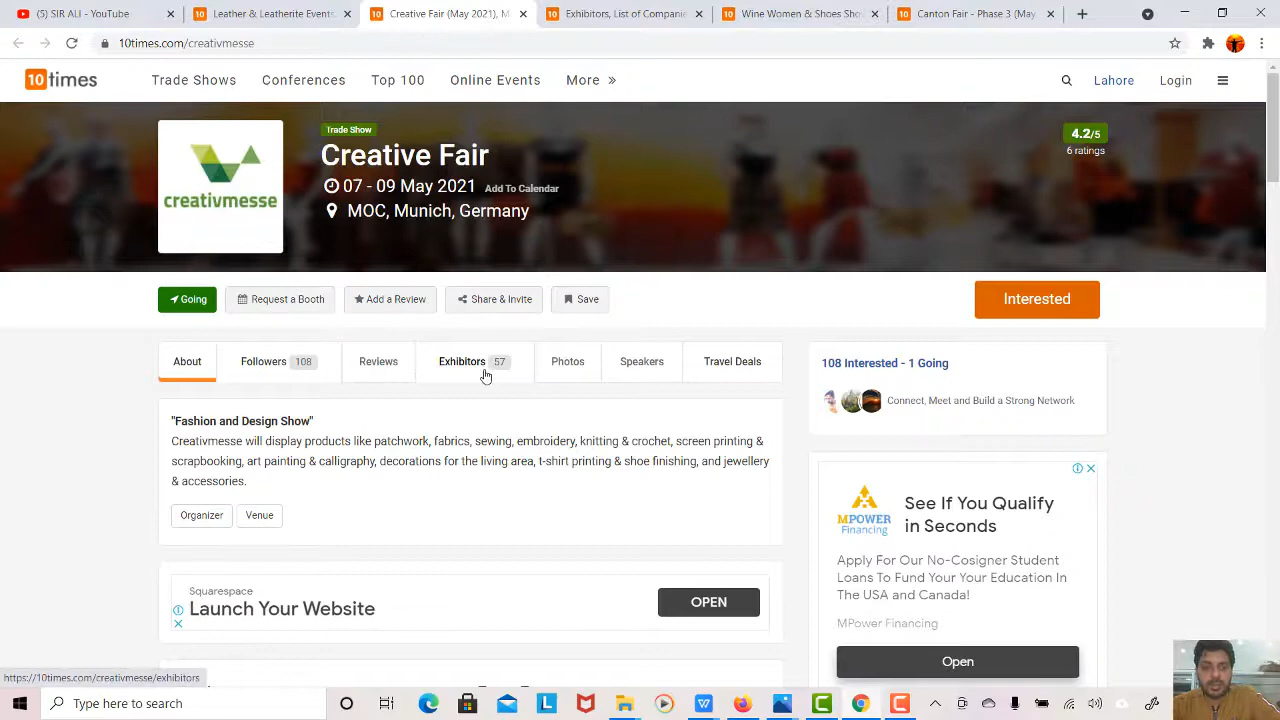 (5) SIR ALI - YouTube
Leather & Leatherite Events
Creative Fair (May 2021), M
Exhibitors, List of Companie
Wine Women & Shoes Sho
Canton Fair - Phase 3 (May
10times.com/creativmesse
10times
Trade Shows
Conferences
Top 100
Online Events
More »
Lahore
Login
Trade Show
Creative Fair
07 - 09 May 2021 Add To Calendar
MOC, Munich, Germany
creativmesse
4.2/5
6 ratings
Going
Request a Booth
Add a Review
Share & Invite
Save
Interested
About
Followers 108
Reviews
Exhibitors 57
Photos
Speakers
Travel Deals
108 Interested - 1 Going
Connect, Meet and Build a Strong Network
"Fashion and Design Show"
Creativmesse will display products like patchwork, fabrics, sewing, embroidery, knitting & crochet, screen printing &
scrapbooking, art painting & calligraphy, decorations for the living area, t-shirt printing & shoe finishing, and jewellery
& accessories.
Organizer
Venue
Squarespace
Launch Your Website
OPEN
MPOWER
Financing
See If You Qualify
in Seconds
Apply For Our No-Cosigner Student
Loans To Fund Your Your Education In
The USA and Canada!
MPower Financing
Open
https://10times.com/creativmesse/exhibitors
Type here to search